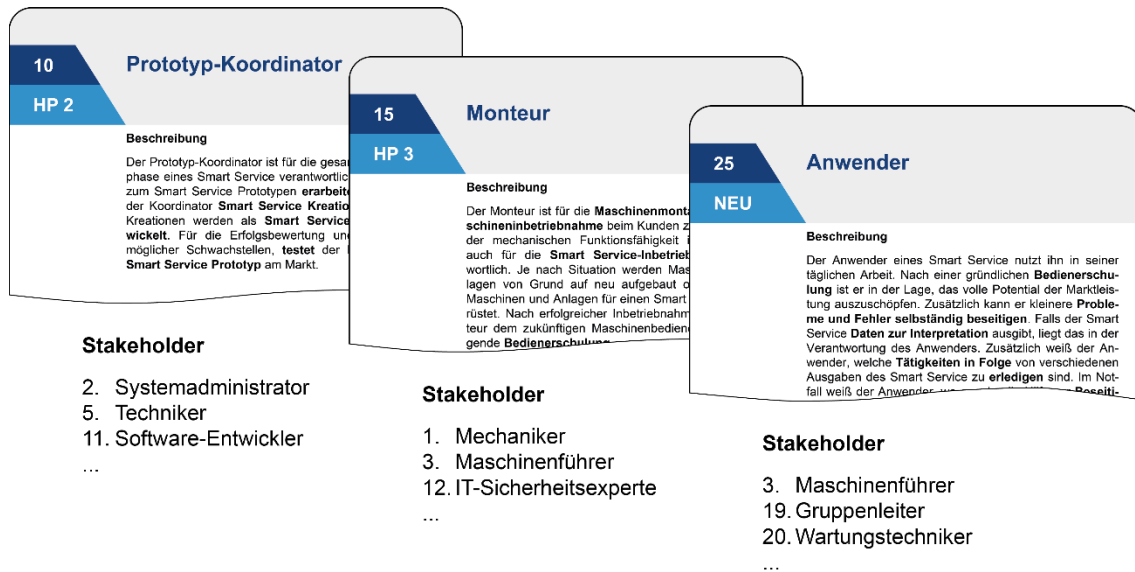 10
HP 2
Prototyp-Koordinator
Beschreibung
Der Prototyp-Koordinator ist für die gesa
phase eines Smart Service verantwortlic
zum Smart Service Prototypen erarbeite
der Koordinator Smart Service Kreatio
Kreationen werden als Smart Service
wickelt. Für die Erfolgsbewertung un
möglicher Schwachstellen, testet der
Smart Service Prototyp am Markt.
Stakeholder
2. Systemadministrator
5. Techniker
11. Software-Entwickler
...
15
HP 3
Monteur
Beschreibung
Der Monteur ist für die Maschinenmonta
schineninbetriebnahme beim Kunden z
der mechanischen Funktionsfähigkeit i
auch für die Smart Service-Inbetrieb
wortlich. Je nach Situation werden Mas
lagen von Grund auf neu aufgebaut o
Maschinen und Anlagen für einen Smart
rüstet. Nach erfolgreicher Inbetriebnahm
teur dem zukünftigen Maschinenbedien
gende Bedienerschulung
Stakeholder
1. Mechaniker
3. Maschinenführer
12. IT-Sicherheitsexperte
...
25
NEU
Anwender
Beschreibung
Der Anwender eines Smart Service nutzt ihn in seiner
täglichen Arbeit. Nach einer gründlichen Bedienerschu-
lung ist er in der Lage, das volle Potential der Marktleis-
tung auszuschöpfen. Zusätzlich kann er kleinere Proble-
me und Fehler selbständig beseitigen. Falls der Smart
Service Daten zur Interpretation ausgibt, liegt das in der
Verantwortung des Anwenders. Zusätzlich weiß der An-
wender, welche Tätigkeiten in Folge von verschiedenen
Ausgaben des Smart Service zu erledigen sind. Im Not-
fall weiß der Anwender Beseiti-
Stakeholder
3. Maschinenführer
19. Gruppenleiter
20. Wartungstechniker
...